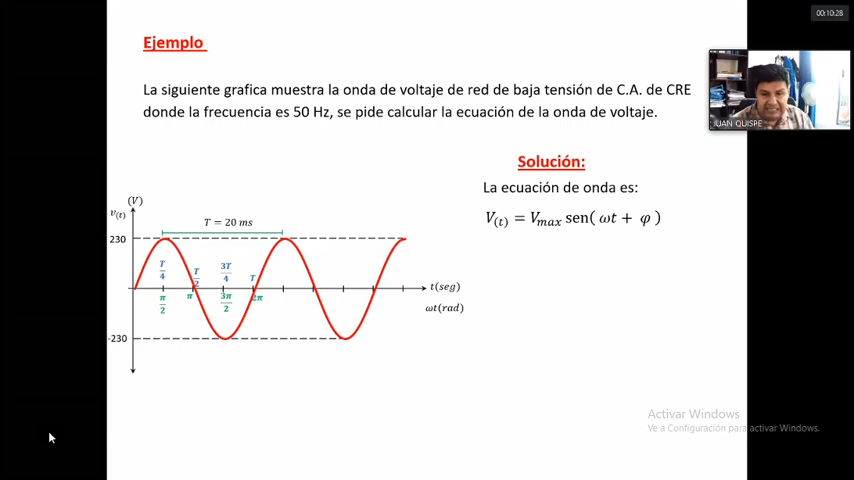 00:10:28
Ejemplo
La siguiente grafica muestra la onda de voltaje de red de baja tensión de C.A. de CRE
donde la frecuencia es 50 Hz, se pide calcular la ecuación de la onda de voltaje.
JUAN QUISPE
Solución:
La ecuación de onda es:
V(t) = Vmax sen( ωt + φ )
(V)
v(t)
T = 20 ms
230
T/4 T/2 3T/4 T
t(seg)
π/2 π 3π/2 2π
ωt(rad)
-230
Activar Windows
Ve a Configuración para activar Windows.